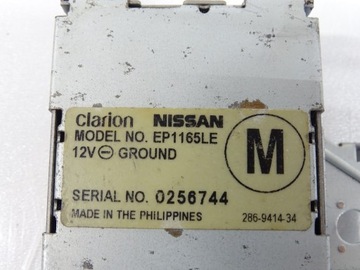 clarion NISSAN
MODEL NO. EP1165LE
12V⊖ GROUND
M
SERIAL NO. 0256744
MADE IN THE PHILIPPINES
286-9414-34